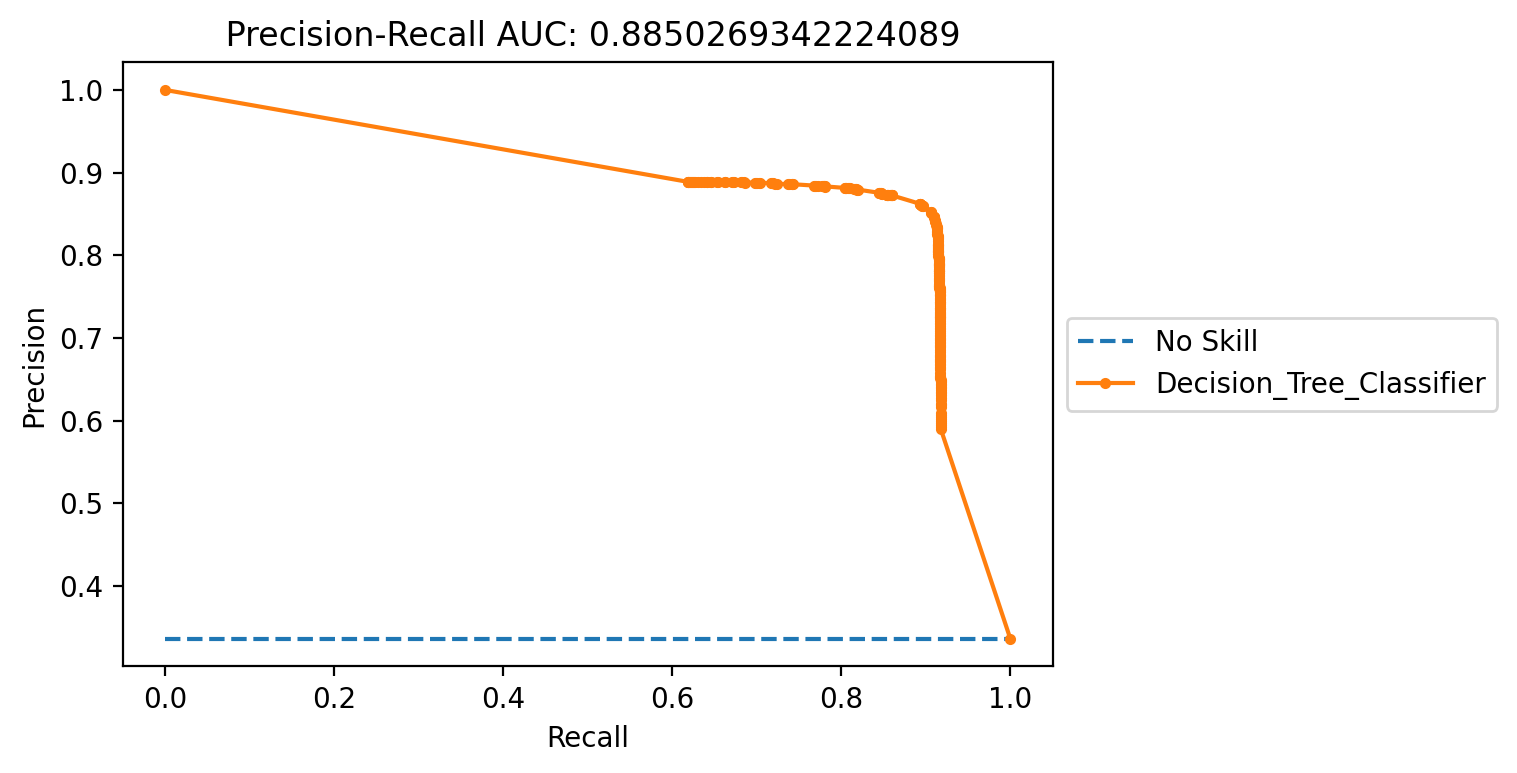 Precision-Recall AUC: 0.8850269342224089
1.0
0.9
0.8
0.7
0.6
0.5
0.4
Precision
0.0 0.2 0.4 0.6 0.8 1.0
Recall
No Skill
Decision_Tree_Classifier